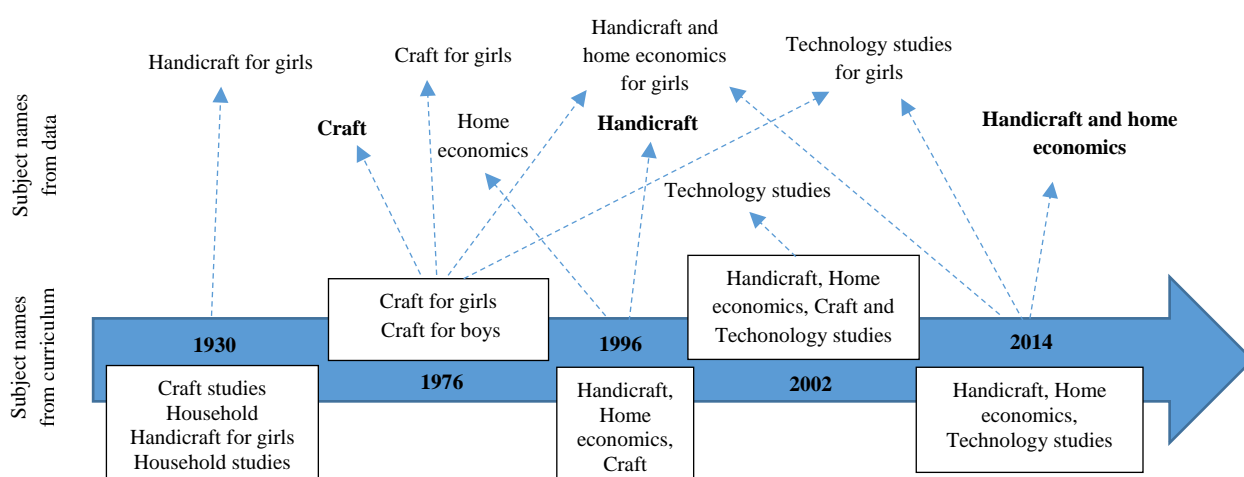 Subject names
from data
Handicraft for girls
Craft for girls
Handicraft and
home economics
for girls
Technology studies
for girls
Craft
Home
economics
Handicraft
Handicraft and home
economics
Technology studies
Subject names
from curriculum
1930
Craft studies
Household
Handicraft for girls
Household studies
Craft for girls
Craft for boys
1976
1996
Handicraft,
Home
economics,
Craft
Handicraft, Home
economics, Craft and
Techonology studies
2002
2014
Handicraft, Home
economics,
Technology studies